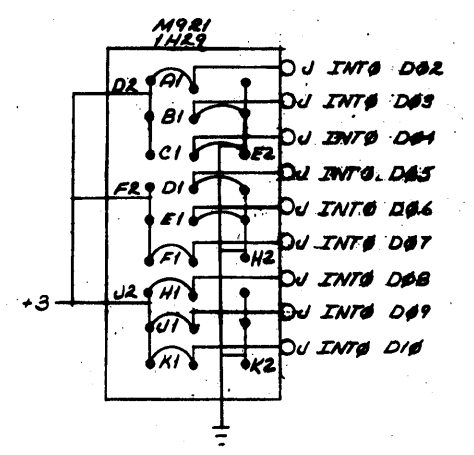 M921
1H29
D2 A1 J INTØ DØ2
B1 J INTØ DØ3
C1 E2 J INTØ DØ4
F2 D1 J INTØ DØ5
E1 J INTØ DØ6
F1 H2 J INTØ DØ7
J2 H1 J INTØ DØ8
+3 J1 J INTØ DØ9
K1 K2 J INTØ D1Ø